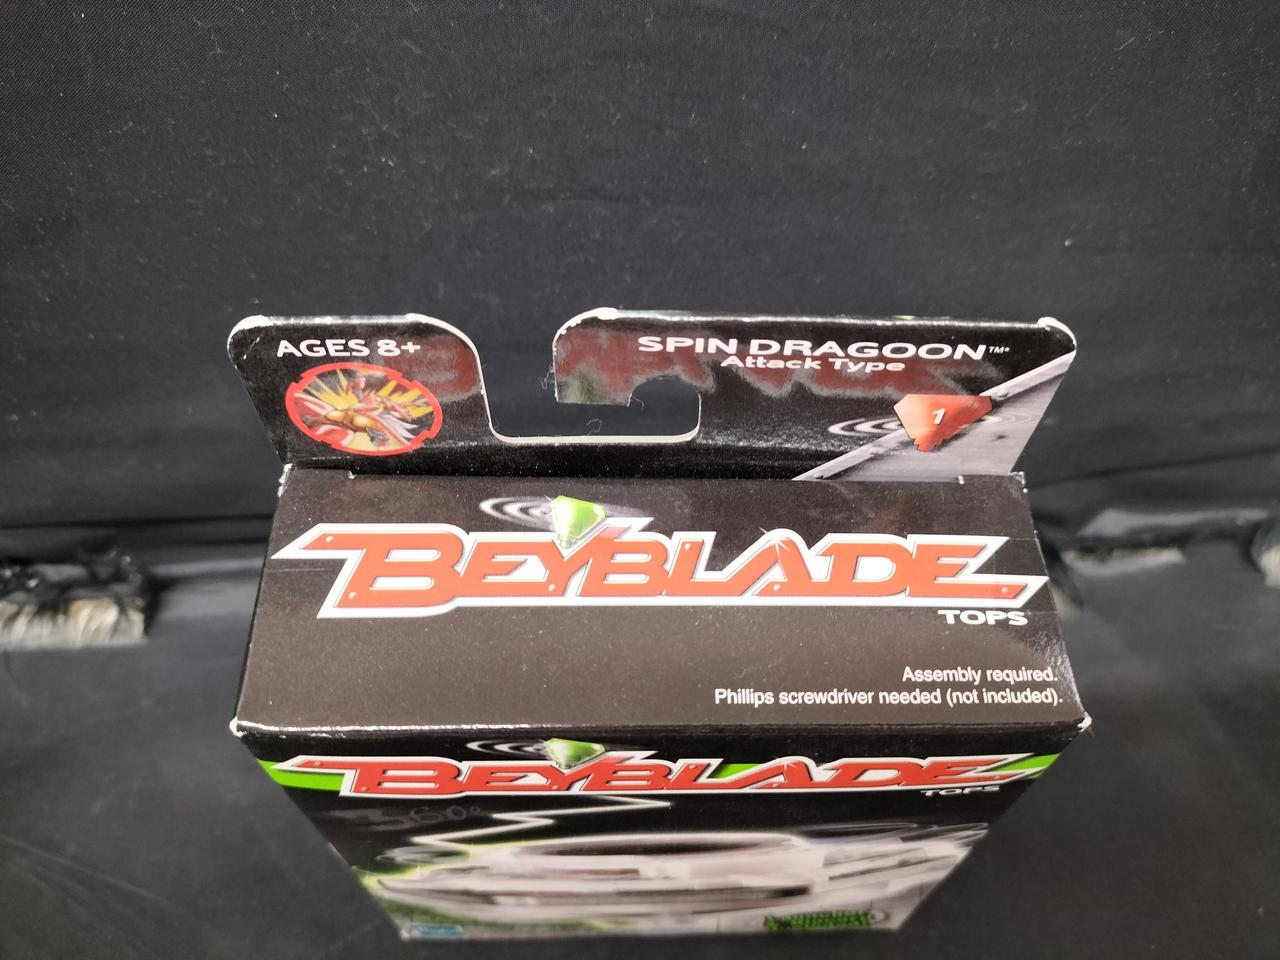 AGES 8+
SPIN DRAGOON™*
Attack Type
1
BEYBLADE
TOPS
Assembly required.
Phillips screwdriver needed (not included).
BEYBLADE
TOPS